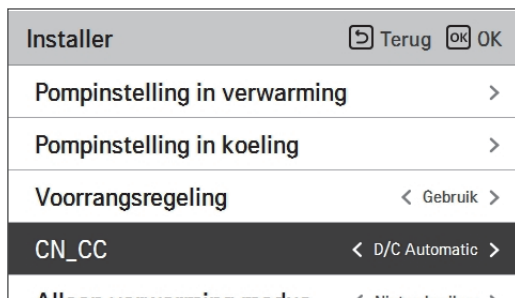 Installer Terug OK OK
Pompinstelling in verwarming >
Pompinstelling in koeling >
Voorrangsregeling < Gebruik >
CN_CC < D/C Automatic >